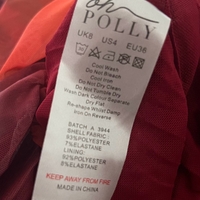 oh
POLLY
UK8 US4 EU36
Cool Wash
Do Not Bleach
Cool Iron
Do Not Dry Clean
Do Not Tumble Dry
Wash Dark Colour Separately
Dry Flat
Re-shape Whilst Damp
Iron On Reverse
BATCH A 3944
SHELL FABRIC:
93%POLYESTER
7%ELASTANE
LINING:
92%POLYESTER
8%ELASTANE
KEEP AWAY FROM FIRE
MADE IN CHINA